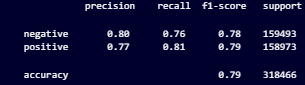 precision recall f1-score support
negative 0.80 0.76 0.78 159493
positive 0.77 0.81 0.79 158973
accuracy 0.79 318466